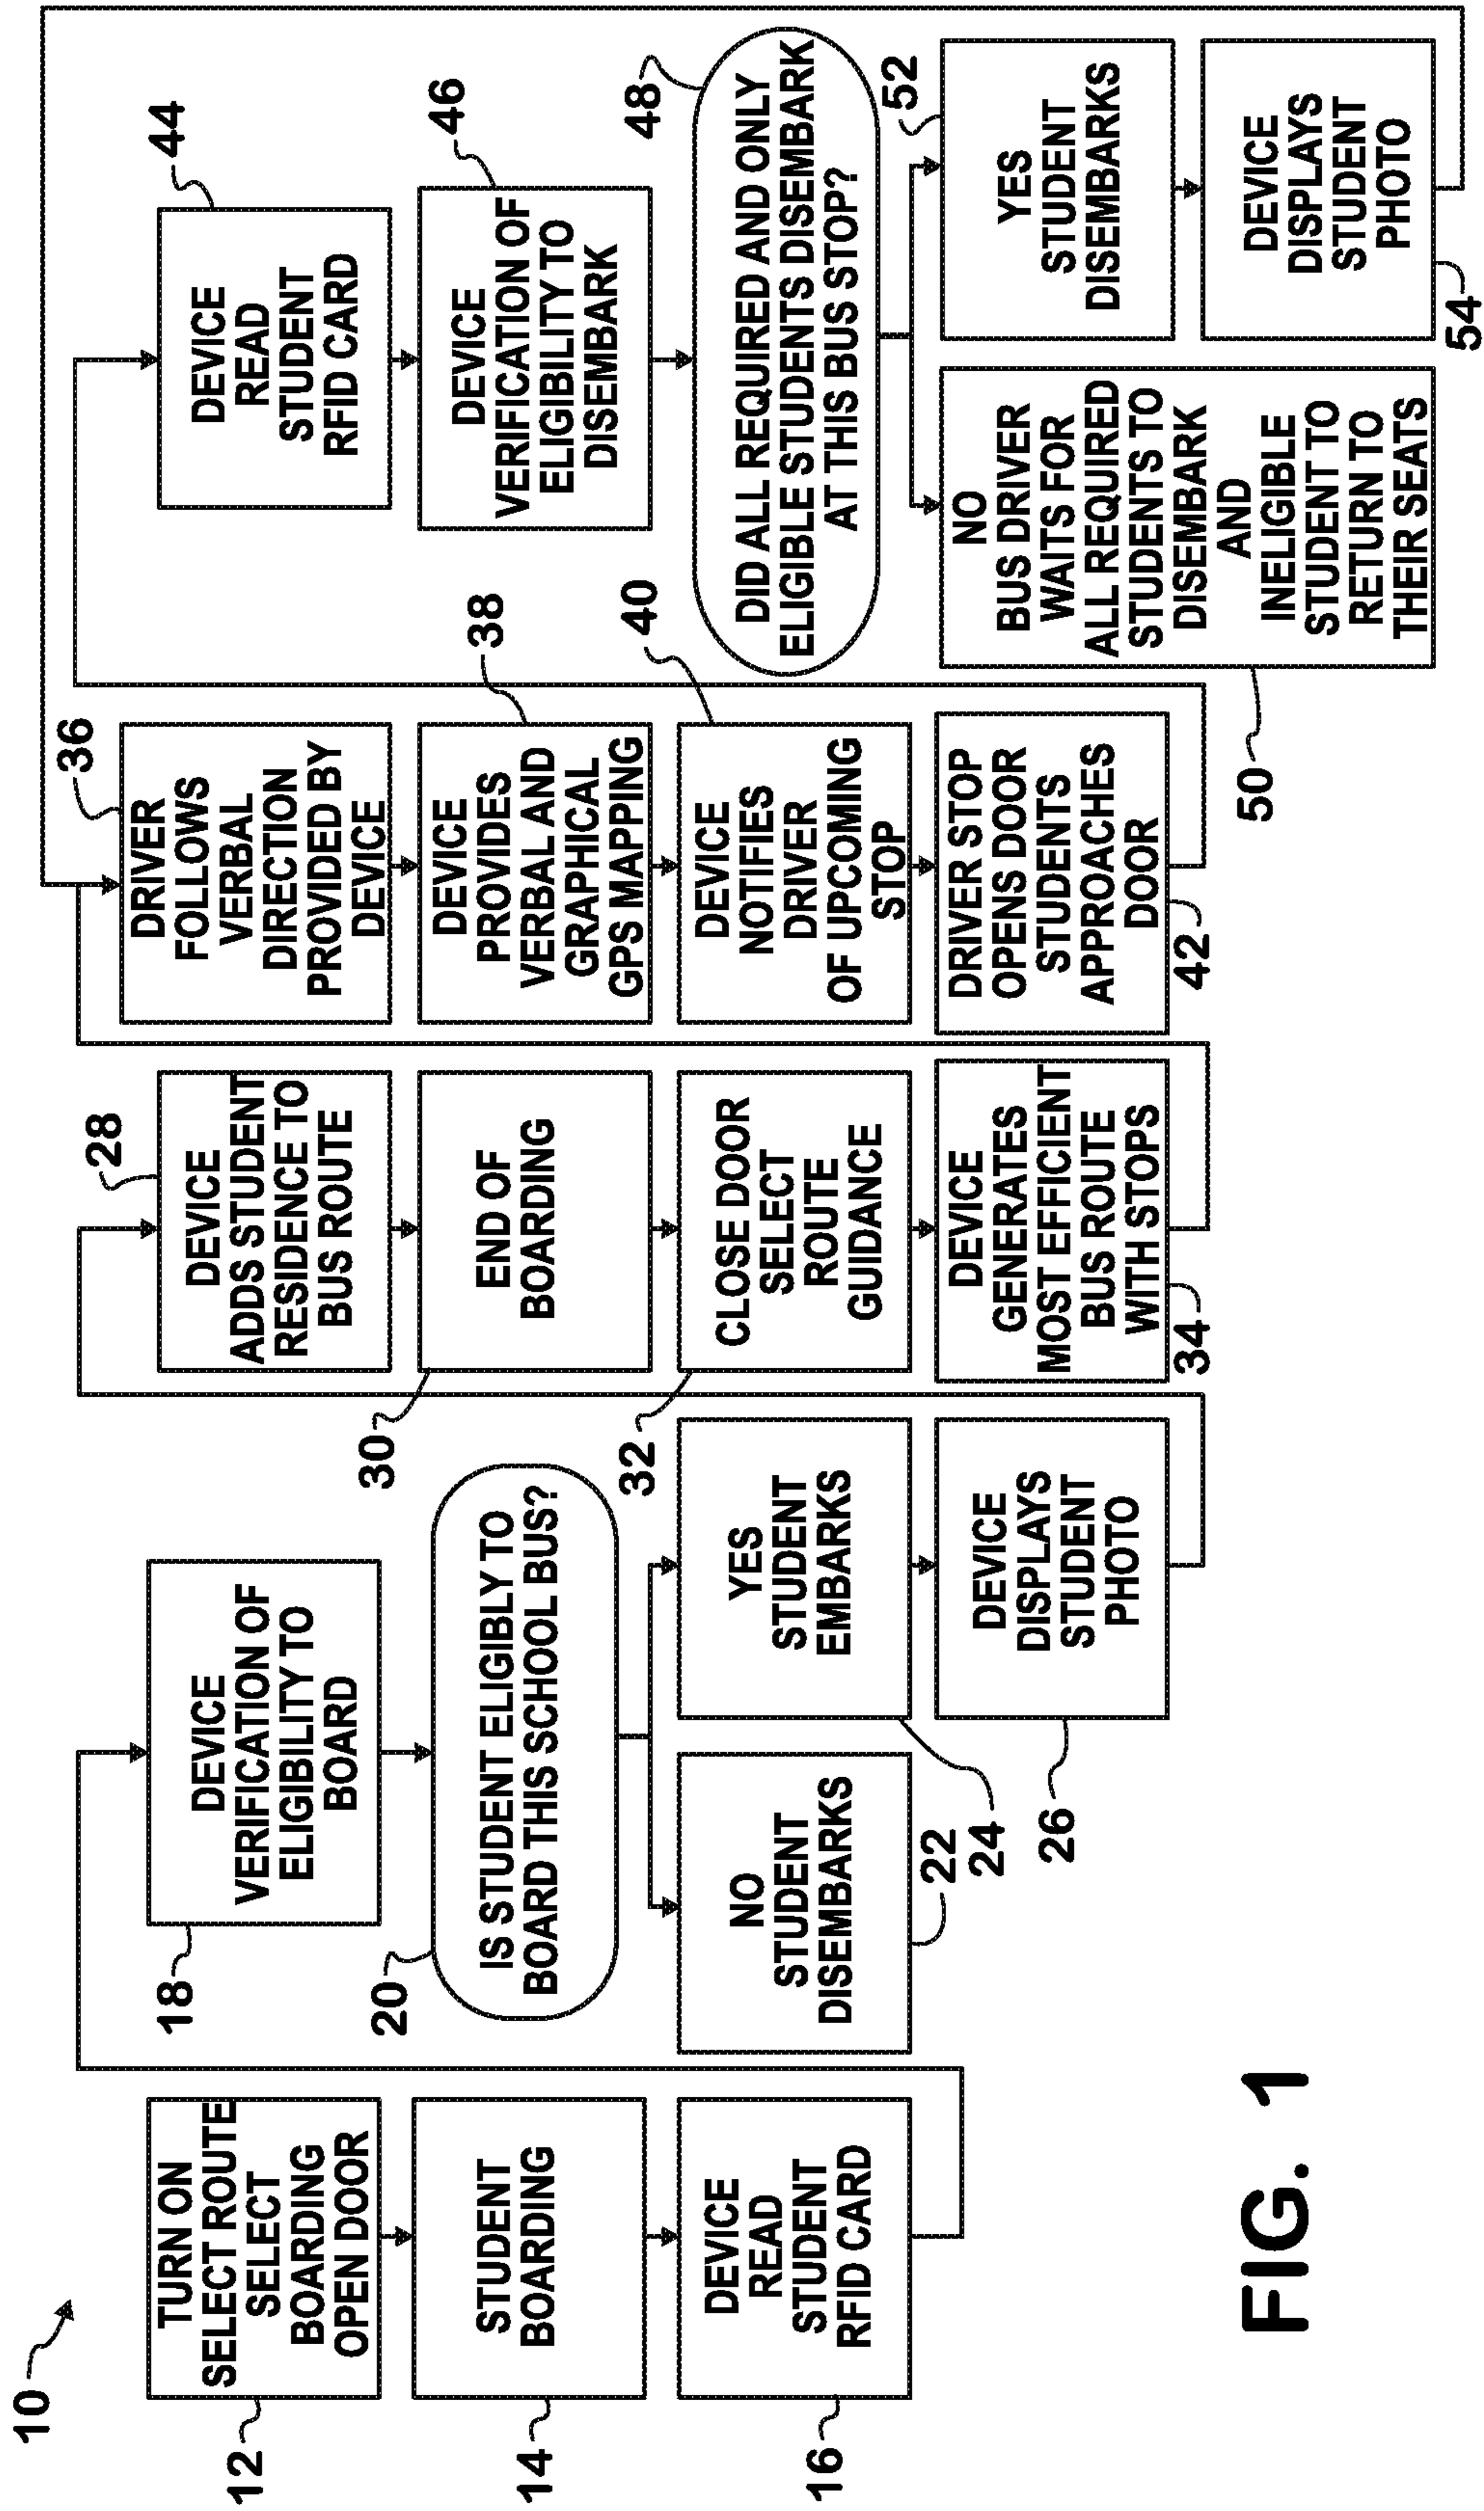 10
12
TURN ON
SELECT ROUTE
SELECT
BOARDING
OPEN DOOR
14
STUDENT
BOARDING
16
DEVICE
READ
STUDENT
RFID CARD
18
DEVICE
VERIFICATION OF
ELIGIBILITY TO
BOARD
20
IS STUDENT ELIGIBLY TO
BOARD THIS SCHOOL BUS?
NO
STUDENT
DISEMBARKS
22
YES
STUDENT
EMBARKS
24
DEVICE
DISPLAYS
STUDENT
PHOTO
26
28
DEVICE
ADDS STUDENT
RESIDENCE TO
BUS ROUTE
30
END OF
BOARDING
32
CLOSE DOOR
SELECT
ROUTE
GUIDANCE
DEVICE
GENERATES
MOST EFFICIENT
BUS ROUTE
WITH STOPS
34
36
DRIVER
FOLLOWS
VERBAL
DIRECTION
PROVIDED BY
DEVICE
38
DEVICE
PROVIDES
VERBAL AND
GRAPHICAL
GPS MAPPING
40
DEVICE
NOTIFIES
DRIVER
OF UPCOMING
STOP
DRIVER STOP
OPENS DOOR
STUDENTS
APPROACHES
DOOR
42
44
DEVICE
READ
STUDENT
RFID CARD
46
DEVICE
VERIFICATION OF
ELIGIBILITY TO
DISEMBARK
48
DID ALL REQUIRED AND ONLY
ELIGIBLE STUDENTS DISEMBARK
AT THIS BUS STOP?
NO
BUS DRIVER
WAITS FOR
ALL REQUIRED
STUDENTS TO
DISEMBARK
AND
INELIGIBLE
STUDENT TO
RETURN TO
THEIR SEATS
50
52
YES
STUDENT
DISEMBARKS
DEVICE
DISPLAYS
STUDENT
PHOTO
54
FIG. 1